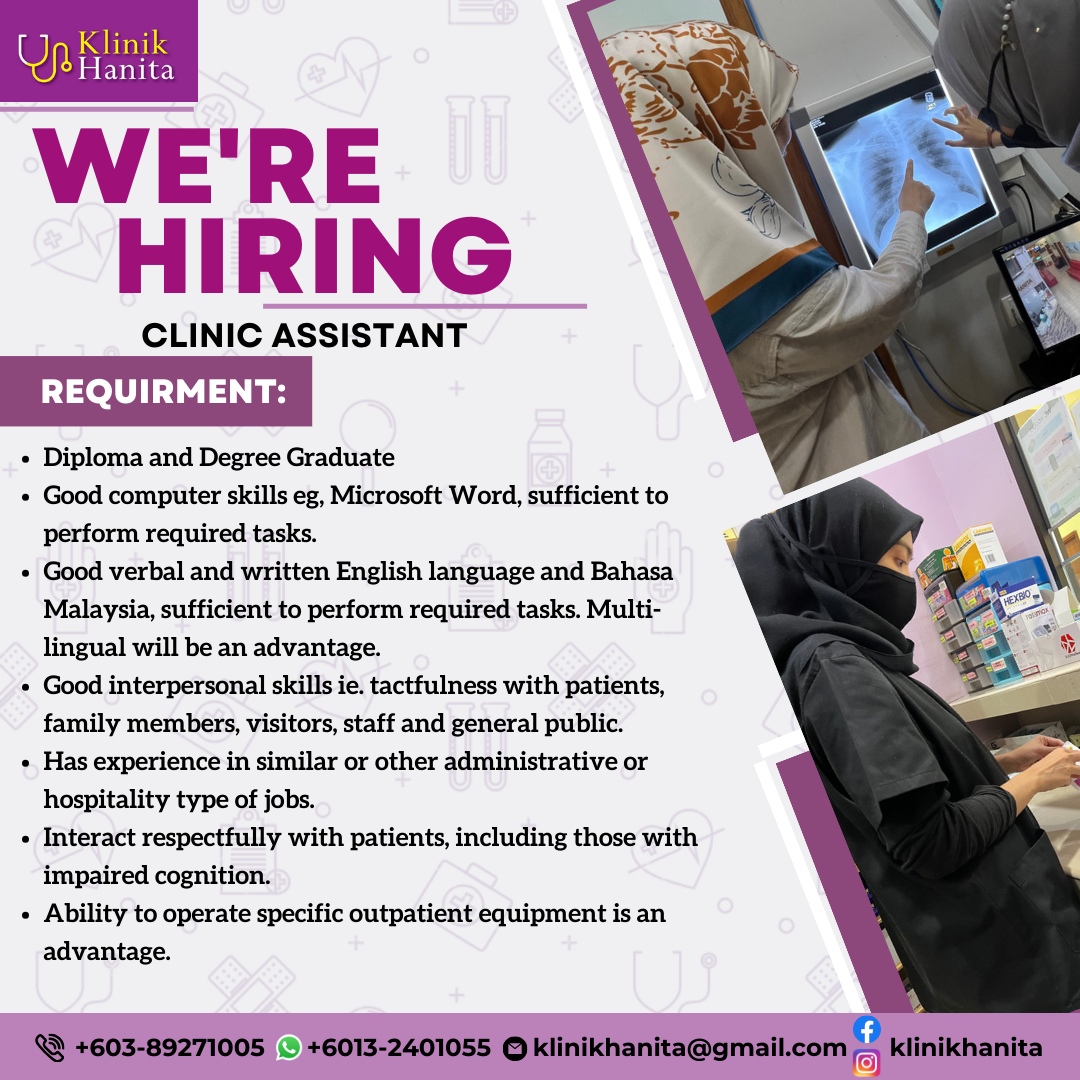 Klinik
Hanita
WE'RE
HIRING
CLINIC ASSISTANT
REQUIRMENT:
• Diploma and Degree Graduate
• Good computer skills eg, Microsoft Word, sufficient to
perform required tasks.
• Good verbal and written English language and Bahasa
Malaysia, sufficient to perform required tasks. Multi-
lingual will be an advantage.
• Good interpersonal skills ie. tactfulness with patients,
family members, visitors, staff and general public.
• Has experience in similar or other administrative or
hospitality type of jobs.
• Interact respectfully with patients, including those with
impaired cognition.
• Ability to operate specific outpatient equipment is an
advantage.
HEXBIO
+603-89271005 +6013-2401055 klinikhanita@gmail.com klinikhanita